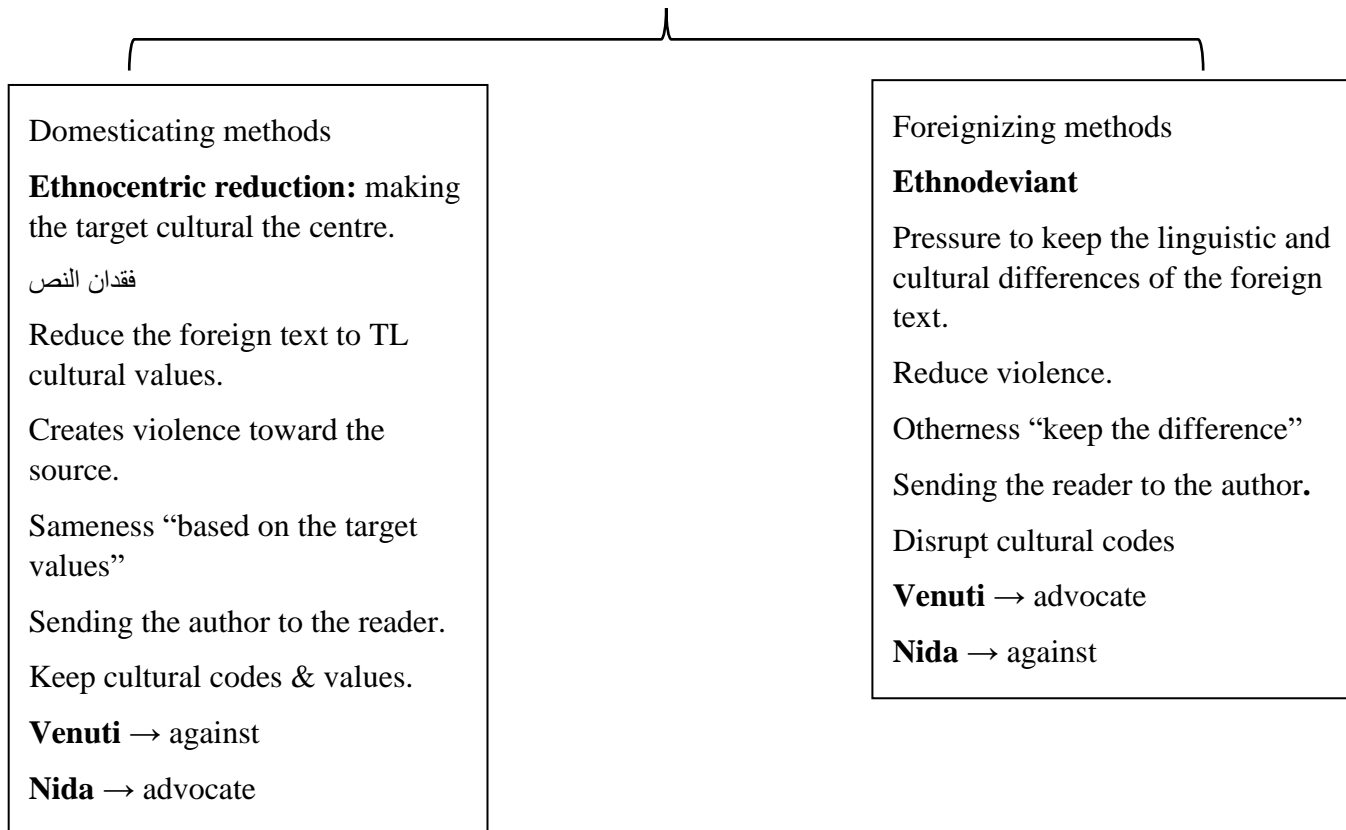 Domesticating methods
Ethnocentric reduction: making
the target cultural the centre.
فقدان النص
Reduce the foreign text to TL
cultural values.
Creates violence toward the
source.
Sameness “based on the target
values”
Sending the author to the reader.
Keep cultural codes & values.
Venuti → against
Nida → advocate
Foreignizing methods
Ethnodeviant
Pressure to keep the linguistic and
cultural differences of the foreign
text.
Reduce violence.
Otherness “keep the difference”
Sending the reader to the author.
Disrupt cultural codes
Venuti → advocate
Nida → against